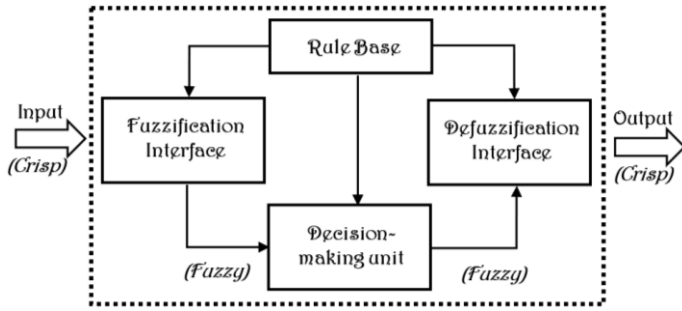 Rule Base
Input
(Crisp)
Fuzzification
Interface
Defuzzification
Interface
Output
(Crisp)
Decision-
making unit
(Fuzzy)
(Fuzzy)